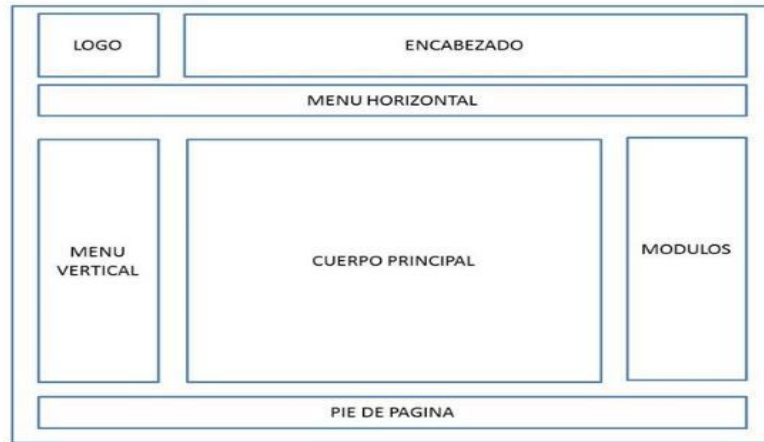 LOGO
ENCABEZADO
MENU HORIZONTAL
MENU
VERTICAL
CUERPO PRINCIPAL
MODULOS
PIE DE PAGINA